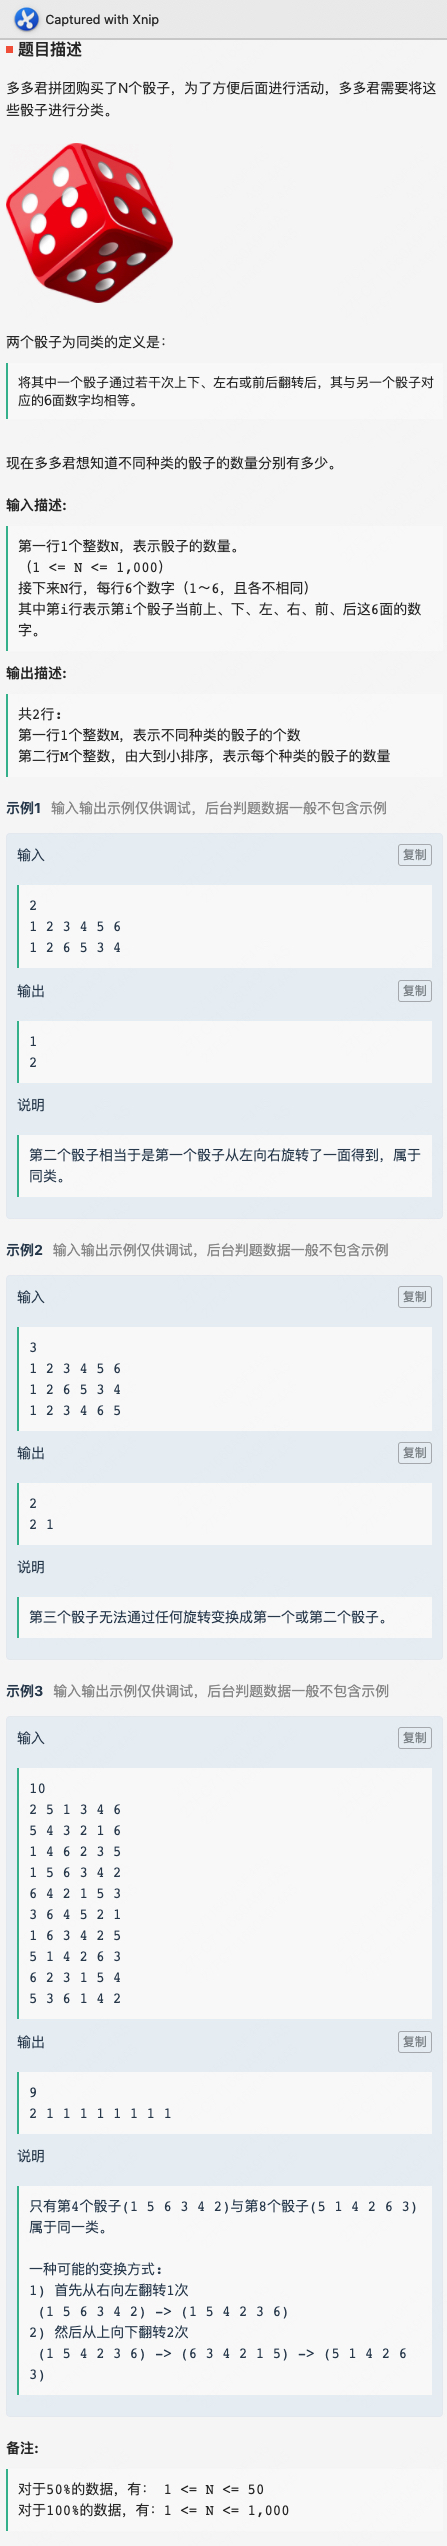 Captured with Xnip
题目描述
多多君拼团购买了N个骰子，为了方便后面进行活动，多多君需要将这
些骰子进行分类。
两个骰子为同类的定义是：
将其中一个骰子通过若干次上下、左右或前后翻转后，其与另一个骰子对
应的6面数字均相等。
现在多多君想知道不同种类的骰子的数量分别有多少。
输入描述:
第一行1个整数N，表示骰子的数量。
（1 <= N <= 1,000）
接下来N行，每行6个数字（1～6，且各不相同）
其中第i行表示第i个骰子当前上、下、左、右、前、后这6面的数
字。
输出描述:
共2行:
第一行1个整数M，表示不同种类的骰子的个数
第二行M个整数，由大到小排序，表示每个种类的骰子的数量
示例1 输入输出示例仅供调试，后台判题数据一般不包含示例
输入 复制
2
1 2 3 4 5 6
1 2 6 5 3 4
输出 复制
1
2
说明
第二个骰子相当于是第一个骰子从左向右旋转了一面得到，属于
同类。
示例2 输入输出示例仅供调试，后台判题数据一般不包含示例
输入 复制
3
1 2 3 4 5 6
1 2 6 5 3 4
1 2 3 4 6 5
输出 复制
2
2 1
说明
第三个骰子无法通过任何旋转变换成第一个或第二个骰子。
示例3 输入输出示例仅供调试，后台判题数据一般不包含示例
输入 复制
10
2 5 1 3 4 6
5 4 3 2 1 6
1 4 6 2 3 5
1 5 6 3 4 2
6 4 2 1 5 3
3 6 4 5 2 1
1 6 3 4 2 5
5 1 4 2 6 3
6 2 3 1 5 4
5 3 6 1 4 2
输出 复制
9
2 1 1 1 1 1 1 1 1
说明
只有第4个骰子(1 5 6 3 4 2)与第8个骰子(5 1 4 2 6 3)
属于同一类。
一种可能的变换方式:
1) 首先从右向左翻转1次
(1 5 6 3 4 2) -> (1 5 4 2 3 6)
2) 然后从上向下翻转2次
(1 5 4 2 3 6) -> (6 3 4 2 1 5) -> (5 1 4 2 6
3)
备注:
对于50%的数据，有： 1 <= N <= 50
对于100%的数据，有：1 <= N <= 1,000